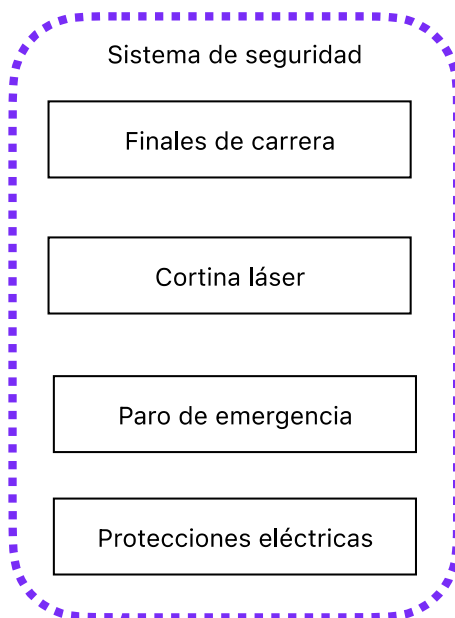 Sistema de seguridad
Finales de carrera
Cortina láser
Paro de emergencia
Protecciones eléctricas